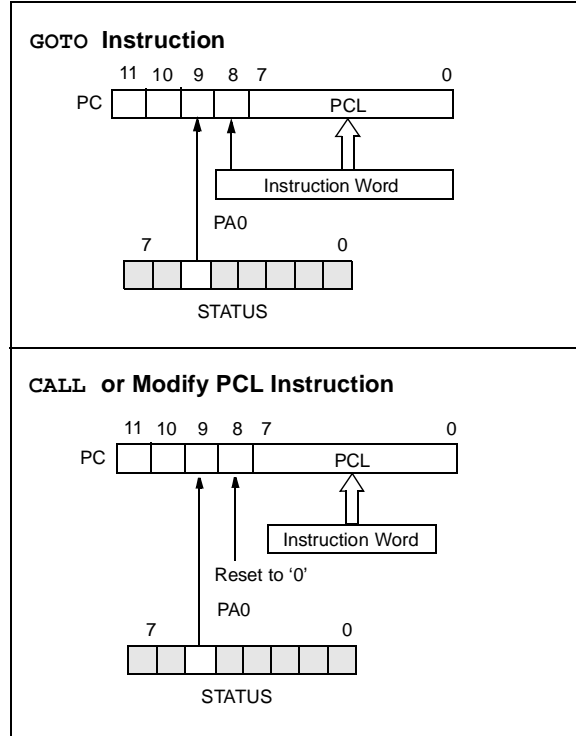 GOTO Instruction
11 10 9 8 7 0
PC PCL
Instruction Word
PA0
7 0
STATUS
CALL or Modify PCL Instruction
11 10 9 8 7 0
PC PCL
Instruction Word
Reset to ‘0’
PA0
7 0
STATUS